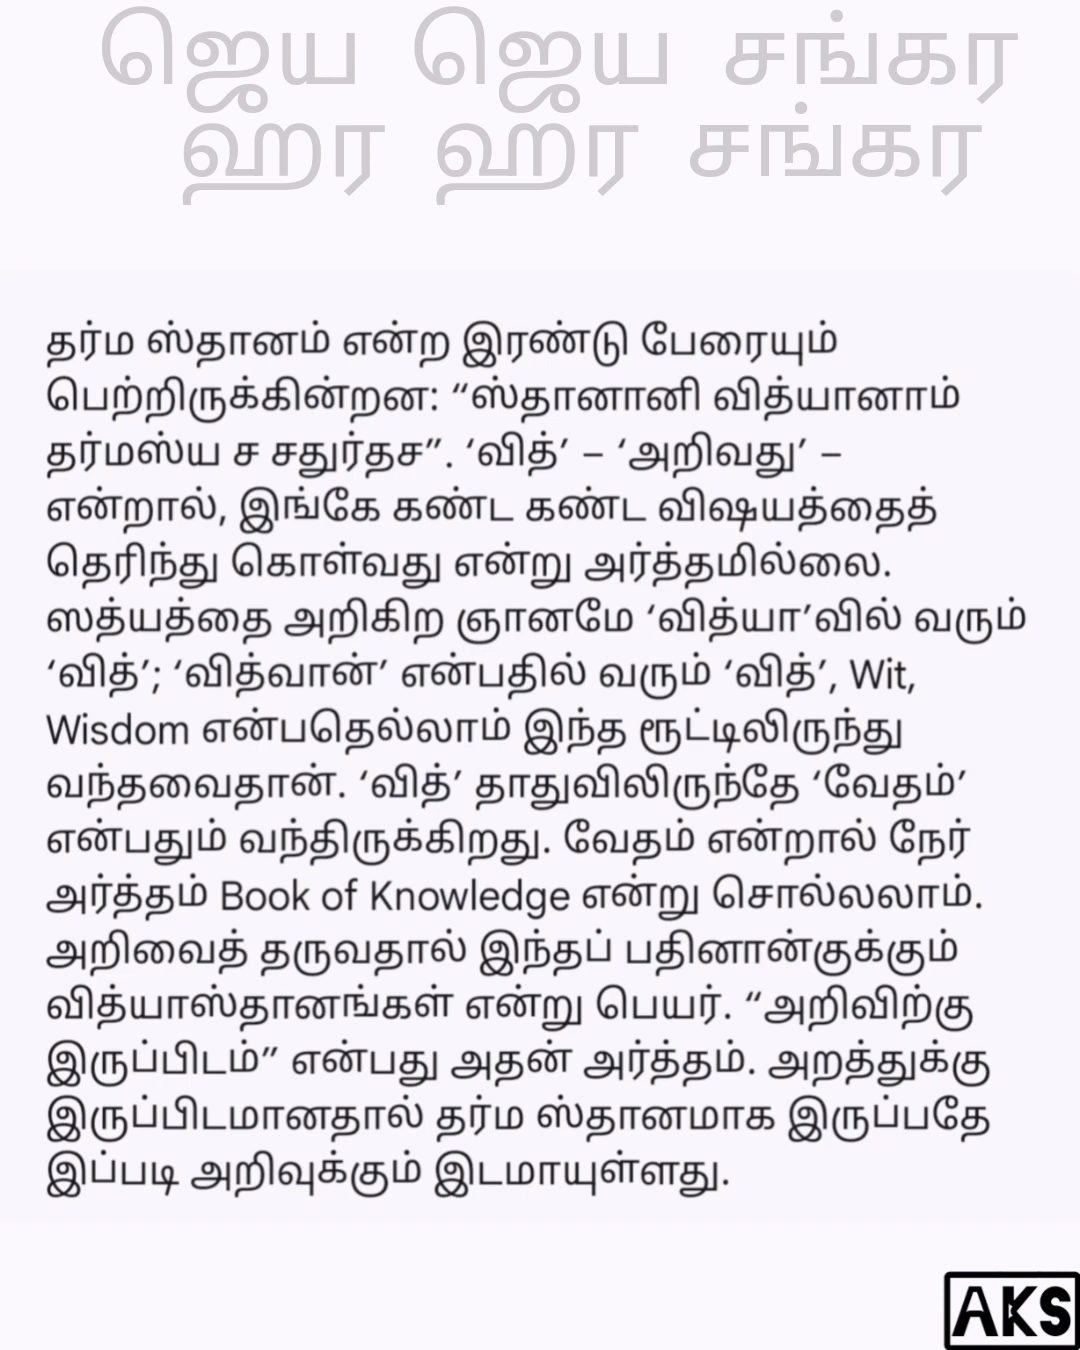 ஜெய ஜெய சங்கர
ஹர ஹர சங்கர
தர்ம ஸ்தானம் என்ற இரண்டு பேரையும்
பெற்றிருக்கின்றன: “ஸ்தானானி வித்யானாம்
தர்மஸ்ய ச சதுர்தச”. ‘வித்’ – ‘அறிவது’ –
என்றால், இங்கே கண்ட கண்ட விஷயத்தைத்
தெரிந்து கொள்வது என்று அர்த்தமில்லை.
ஸத்யத்தை அறிகிற ஞானமே ‘வித்யா’வில் வரும்
‘வித்’; ‘வித்வான்’ என்பதில் வரும் ‘வித்’, Wit,
Wisdom என்பதெல்லாம் இந்த ரூட்டிலிருந்து
வந்தவைதான். ‘வித்’ தாதுவிலிருந்தே ‘வேதம்’
என்பதும் வந்திருக்கிறது. வேதம் என்றால் நேர்
அர்த்தம் Book of Knowledge என்று சொல்லலாம்.
அறிவைத் தருவதால் இந்தப் பதினான்குக்கும்
வித்யாஸ்தானங்கள் என்று பெயர். “அறிவிற்கு
இருப்பிடம்” என்பது அதன் அர்த்தம். அறத்துக்கு
இருப்பிடமானதால் தர்ம ஸ்தானமாக இருப்பதே
இப்படி அறிவுக்கும் இடமாயுள்ளது.
AKS